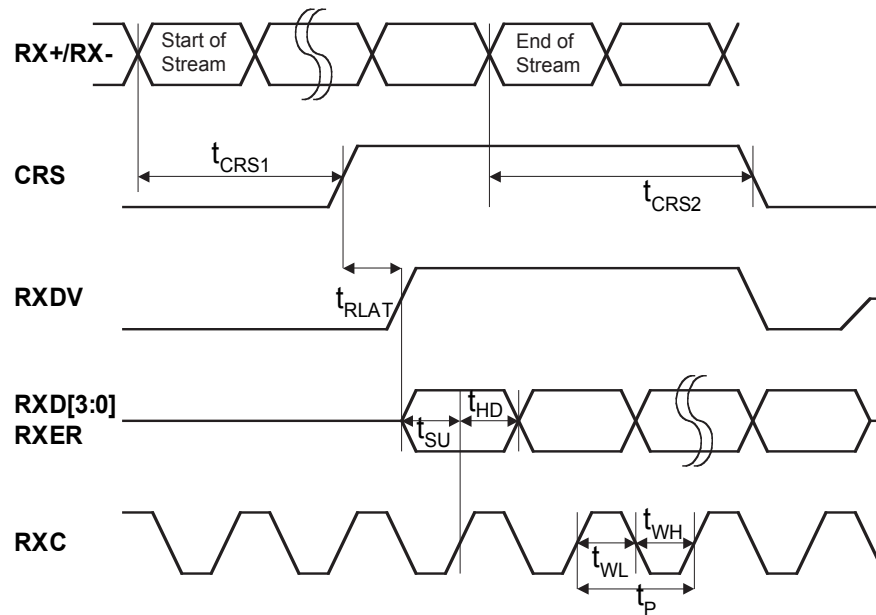 RX+/RX-
Start of
Stream
End of
Stream
CRS
tCRS1
tCRS2
RXDV
tRLAT
RXD[3:0]
RXER
tSU
tHD
RXC
tWL
tWH
tP